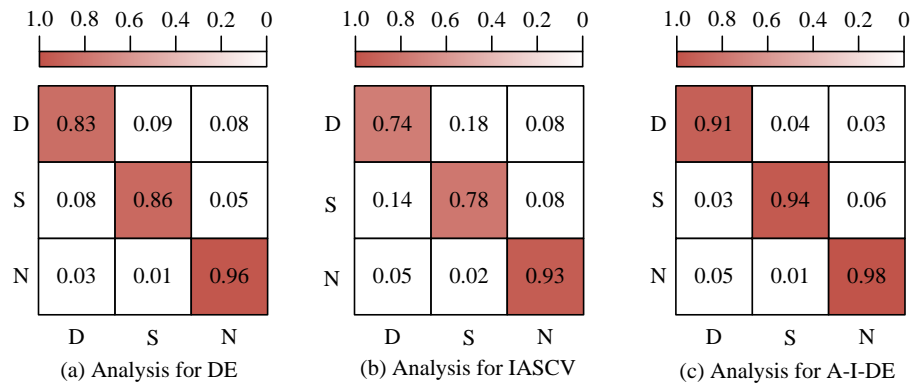 1.0 0.8 0.6 0.4 0.2 0
D 0.83 0.09 0.08
S 0.08 0.86 0.05
N 0.03 0.01 0.96
D S N
(a) Analysis for DE
1.0 0.8 0.6 0.4 0.2 0
D 0.74 0.18 0.08
S 0.14 0.78 0.08
N 0.05 0.02 0.93
D S N
(b) Analysis for IASCV
1.0 0.8 0.6 0.4 0.2 0
D 0.91 0.04 0.03
S 0.03 0.94 0.06
N 0.05 0.01 0.98
D S N
(c) Analysis for A-I-DE